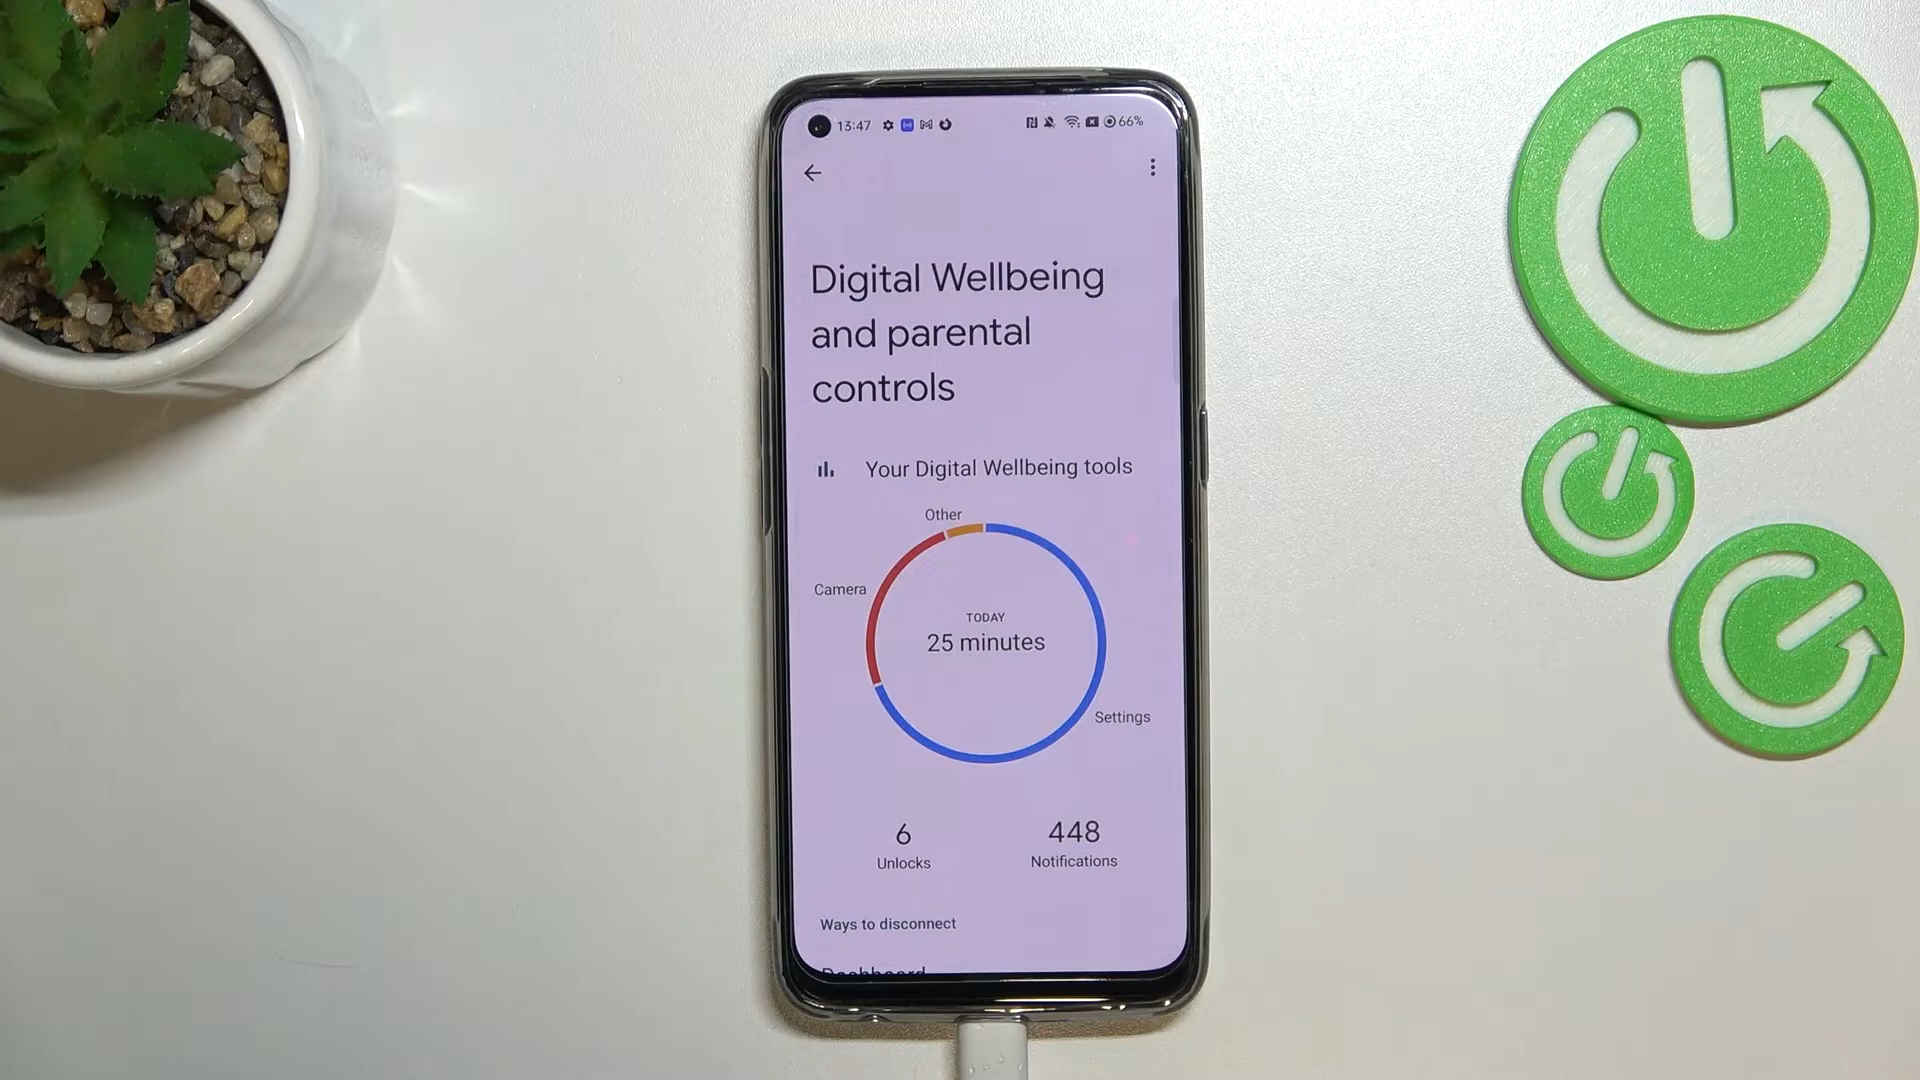 13:47
66%
Digital Wellbeing
and parental
controls
Your Digital Wellbeing tools
Other
Camera
TODAY
25 minutes
Settings
6
448
Unlocks
Notifications
Ways to disconnect
Dashboard